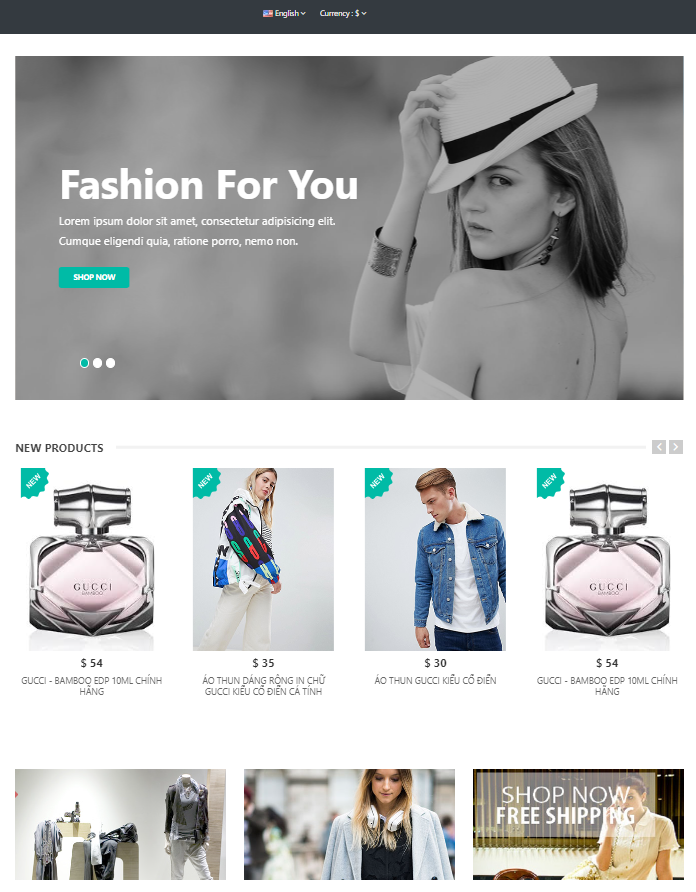 English
Currency : $
Fashion For You
Lorem ipsum dolor sit amet, consectetur adipisicing elit.
Cumque eligendi quia, ratione porro, nemo non.
SHOP NOW
NEW PRODUCTS
NEW
NEW
NEW
NEW
GUCCI
BAMBOO
GUCCI
BAMBOO
$ 54
$ 35
$ 30
$ 54
GUCCI - BAMBOO EDP 10ML CHÍNH
HÃNG
ÁO THUN DÁNG RỘNG IN CHỮ
GUCCI KIỂU CỔ ĐIỂN CÁ TÍNH
ÁO THUN GUCCI KIỂU CỔ ĐIỂN
GUCCI - BAMBOO EDP 10ML CHÍNH
HÃNG
SHOP NOW
FREE SHIPPING